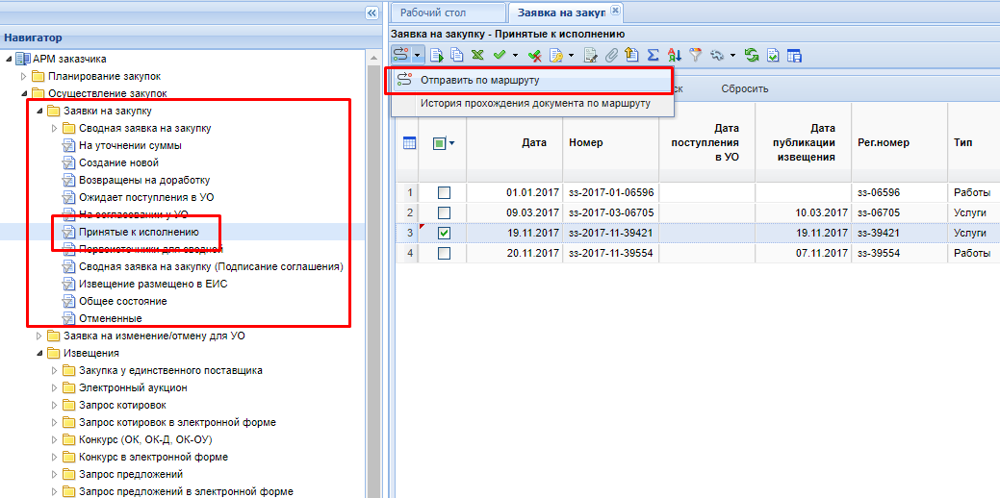 Навигатор
АРМ заказчика
Планирование закупок
Осуществление закупок
Заявки на закупку
Сводная заявка на закупку
На уточнении суммы
Создание новой
Возвращены на доработку
Ожидает поступления в УО
На согласовании у УО
Принятые к исполнению
Первоисточники для сводной
Сводная заявка на закупку (Подписание соглашения)
Извещение размещено в ЕИС
Общее состояние
Отмененные
Заявка на изменение/отмену для УО
Извещения
Закупка у единственного поставщика
Электронный аукцион
Запрос котировок
Запрос котировок в электронной форме
Конкурс (ОК, ОК-Д, ОК-ОУ)
Конкурс в электронной форме
Запрос предложений
Запрос предложений в электронной форме
Рабочий стол Заявка на закуп
Заявка на закупку - Принятые к исполнению
Отправить по маршруту
ск Сбросить
История прохождения документа по маршруту
Дата Номер Дата поступления в УО Дата публикации извещения Рег.номер Тип
1 01.01.2017 зз-2017-01-06596 зз-06596 Работы
2 09.03.2017 зз-2017-03-06705 10.03.2017 зз-06705 Услуги
3 19.11.2017 зз-2017-11-39421 19.11.2017 зз-39421 Услуги
4 20.11.2017 зз-2017-11-39554 07.11.2017 зз-39554 Работы